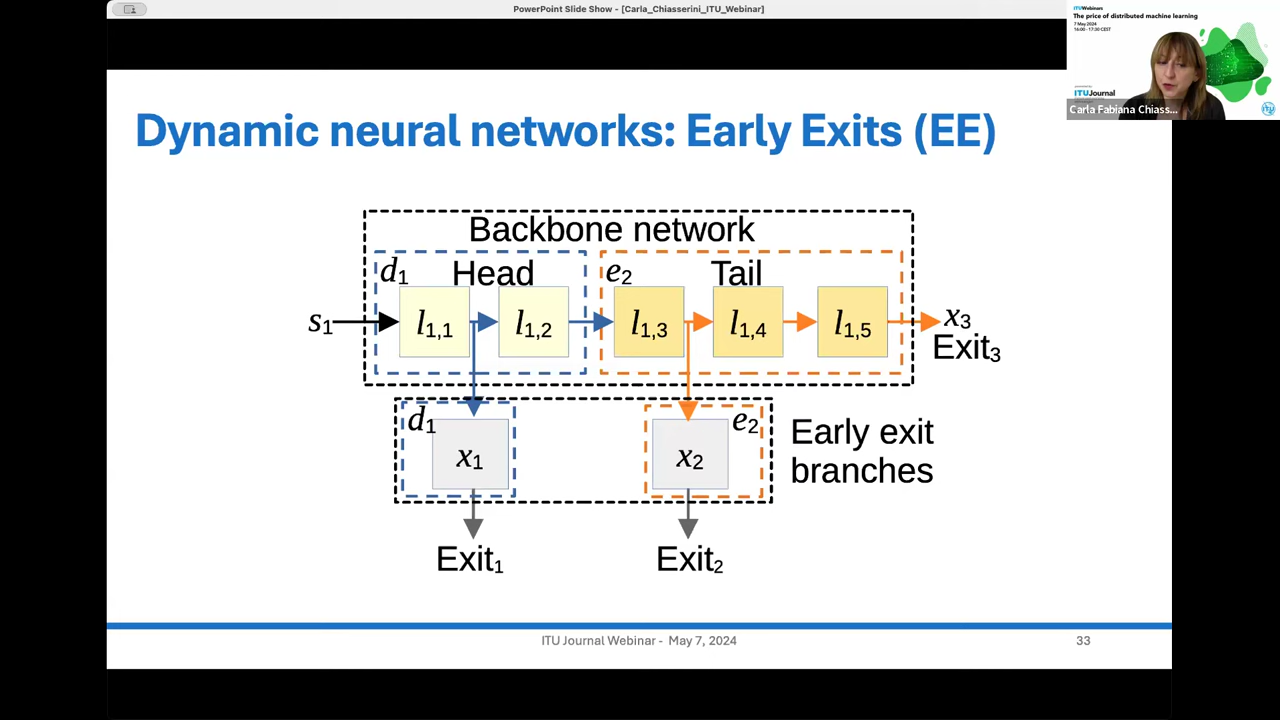 PowerPoint Slide Show - [Carla_Chiasserini_ITU_Webinar]
ITUWebinars
The price of distributed machine learning
7 May 2024
16:00 - 17:30 CEST
ITUJournal
Carla Fabiana Chiass...
ITU
Dynamic neural networks: Early Exits (EE)
Backbone network
d1 Head e2 Tail
s1 l1,1 l1,2 l1,3 l1,4 l1,5 x3
Exit3
d1 x1 x2 e2
Early exit
branches
Exit1 Exit2
ITU Journal Webinar - May 7, 2024
33